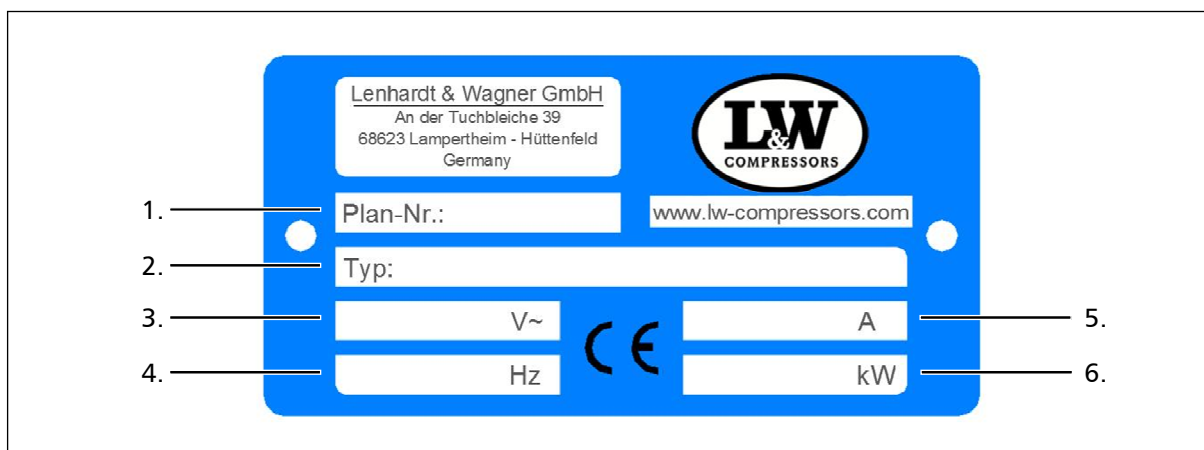 Lenhardt & Wagner GmbH
An der Tuchbleiche 39
68623 Lampertheim - Hüttenfeld
Germany
L&W
COMPRESSORS
1.
Plan-Nr.:
www.lw-compressors.com
2.
Typ:
3.
V~
CE
A
5.
4.
Hz
kW
6.